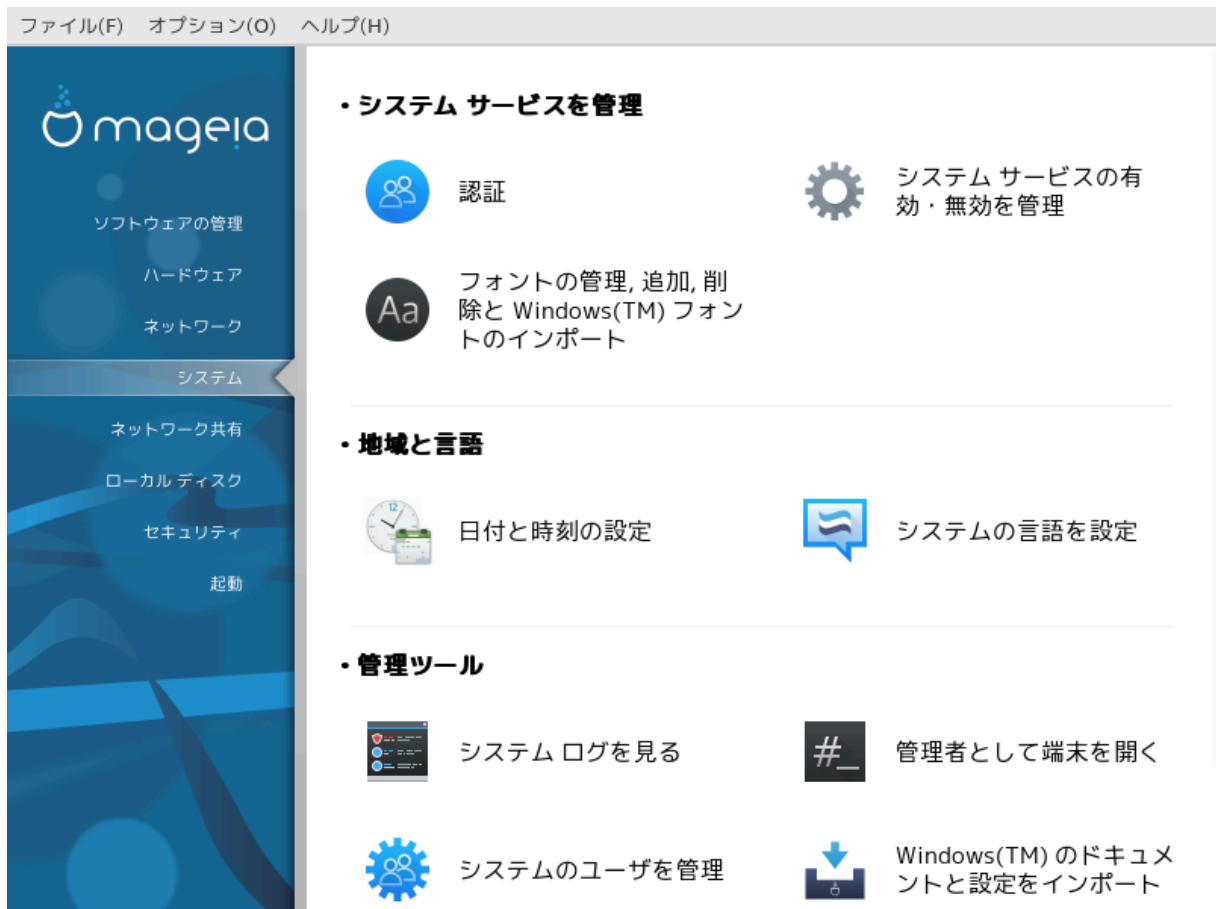 ファイル(F) オプション(O) ヘルプ(H)
mageia
ソフトウェアの管理
ハードウェア
ネットワーク
システム
ネットワーク共有
ローカル ディスク
セキュリティ
起動
・システム サービスを管理
認証
システム サービスの有
効・無効を管理
Aa
フォントの管理, 追加, 削
除と Windows(TM) フォン
トのインポート
・地域と言語
12
日付と時刻の設定
システムの言語を設定
・管理ツール
システム ログを見る
#_
管理者として端末を開く
システムのユーザを管理
Windows(TM) のドキュメ
ントと設定をインポート